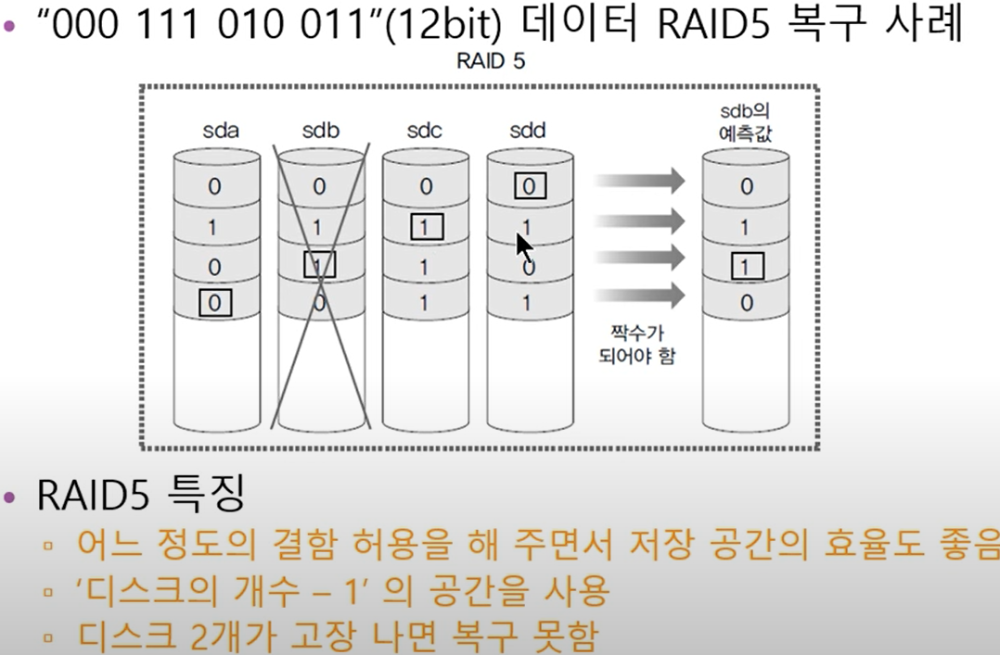 • “000 111 010 011”(12bit) 데이터 RAID5 복구 사례
RAID 5
sda sdb sdc sdd sdb의 예측값
0 0 0 0 0
1 1 1 1 1
0 1 1 0 1
0 0 1 1 0
짝수가
되어야 함
• RAID5 특징
▫ 어느 정도의 결함 허용을 해 주면서 저장 공간의 효율도 좋음
▫ ‘디스크의 개수 – 1’ 의 공간을 사용
▫ 디스크 2개가 고장 나면 복구 못함